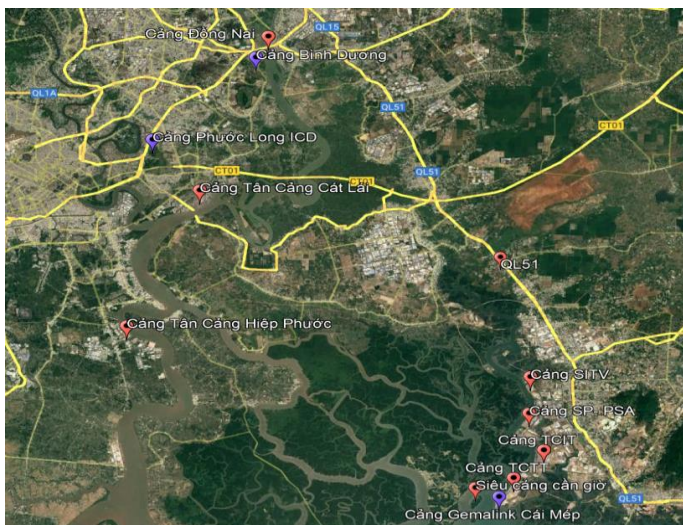 QL15
Cảng Đồng Nai
Cảng Bình Dương
QL1A
QL51
CT01
Cảng Phước Long ICD
CT01
CT01
QL51
Cảng Tân Cảng Cát Lái
QL51
Cảng Tân Cảng Hiệp Phước
Cảng SITV
Cảng SP_PSA
Cảng TCIT
Cảng TCTT
Siêu cảng cần giờ
QL51
Cảng Gemalink Cái Mép